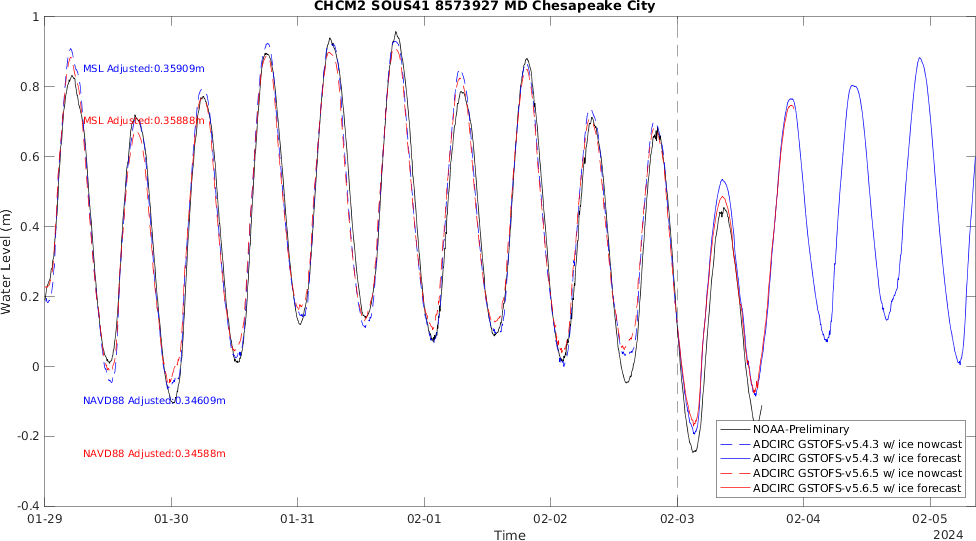 CHCM2 SOUS41 8573927 MD Chesapeake City
1
0.8
0.6
0.4
0.2
0
-0.2
-0.4
Water Level (m)
MSL Adjusted:0.35909m
MSL Adjusted:0.35888m
NAVD88 Adjusted:0.34609m
NAVD88 Adjusted:0.34588m
NOAA-Preliminary
ADCIRC GSTOFS-v5.4.3 w/ ice nowcast
ADCIRC GSTOFS-v5.4.3 w/ ice forecast
ADCIRC GSTOFS-v5.6.5 w/ ice nowcast
ADCIRC GSTOFS-v5.6.5 w/ ice forecast
01-29 01-30 01-31 02-01 02-02 02-03 02-04 02-05
Time
2024